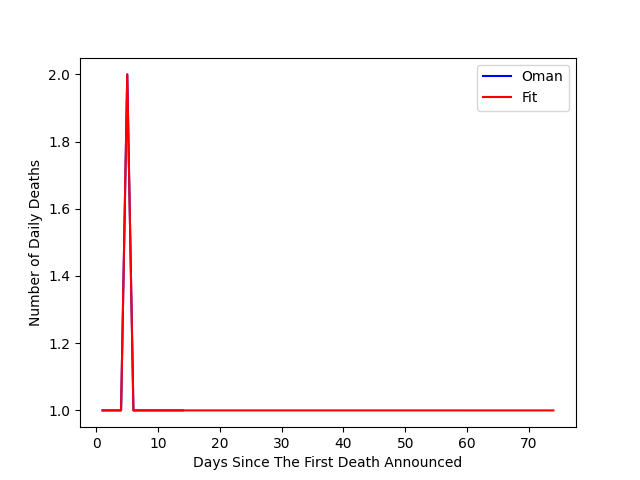 Oman
Fit
2.0
1.8
1.6
1.4
1.2
1.0
Number of Daily Deaths
0 10 20 30 40 50 60 70
Days Since The First Death Announced